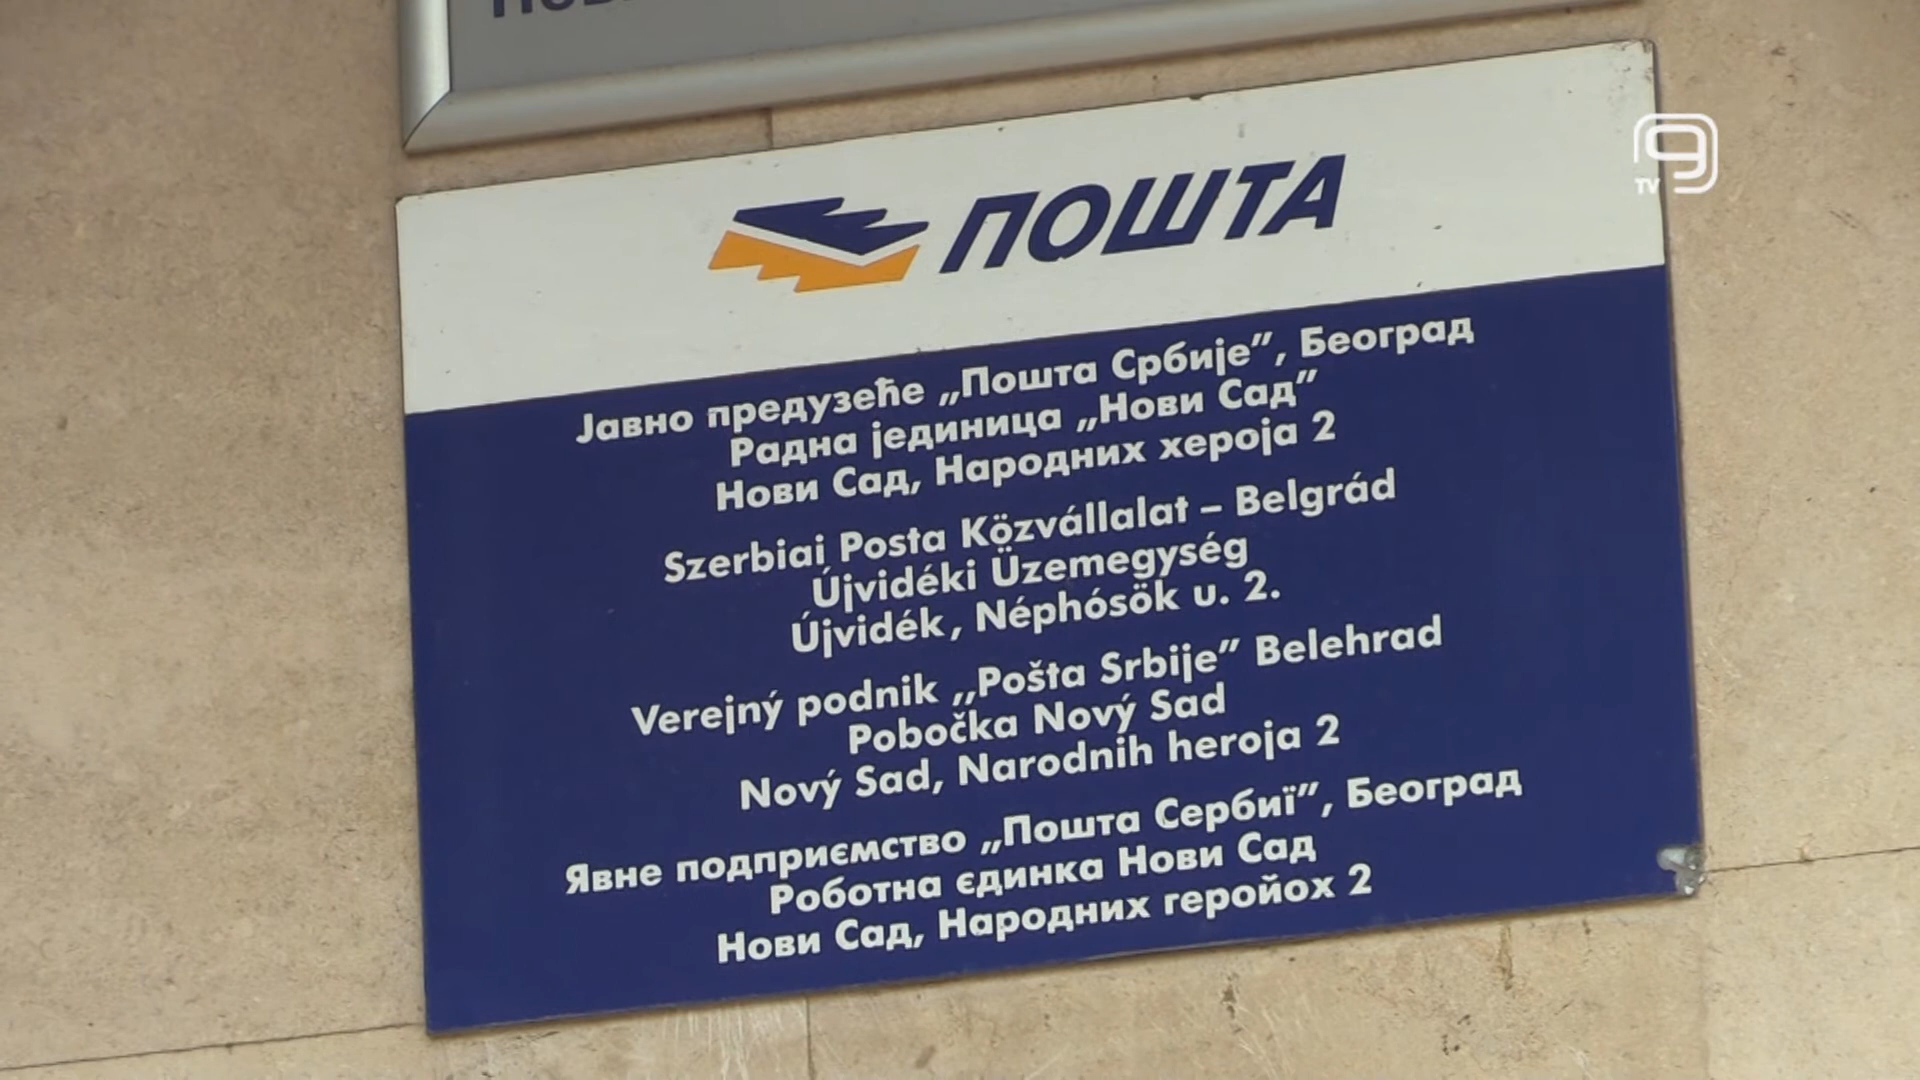 ПОШТА
Јавно предузеће „Пошта Србије”, Београд
Радна јединица „Нови Сад”
Нови Сад, Народних хероја 2
Szerbiai Posta Közvállalat – Belgrád
Újvidéki Üzemegység
Újvidék, Néphósök u. 2.
Verejný podnik „Pošta Srbije” Belehrad
Pobočka Nový Sad
Nový Sad, Narodnih heroja 2
Явне подприємство „Пошта Сербиї”, Београд
Роботна єдинка Нови Сад
Нови Сад, Народних геройох 2
9
TV